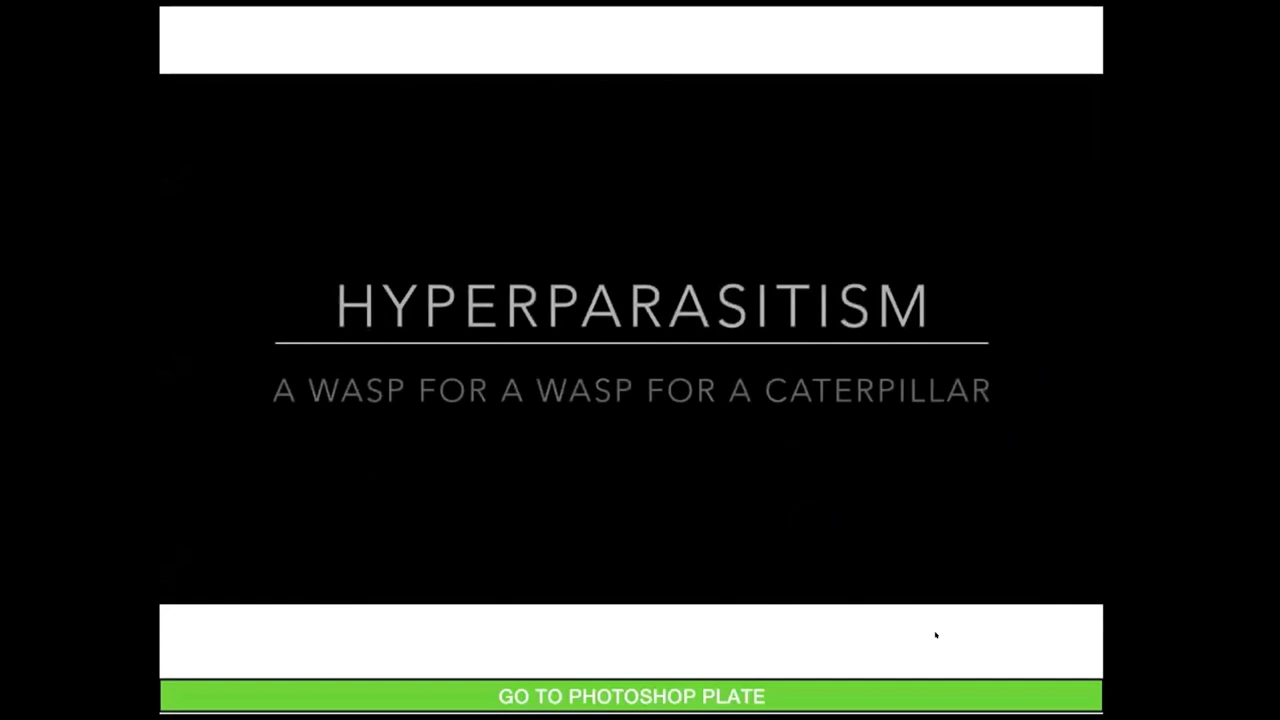 HYPERPARASITISM
A WASP FOR A WASP FOR A CATERPILLAR
GO TO PHOTOSHOP PLATE